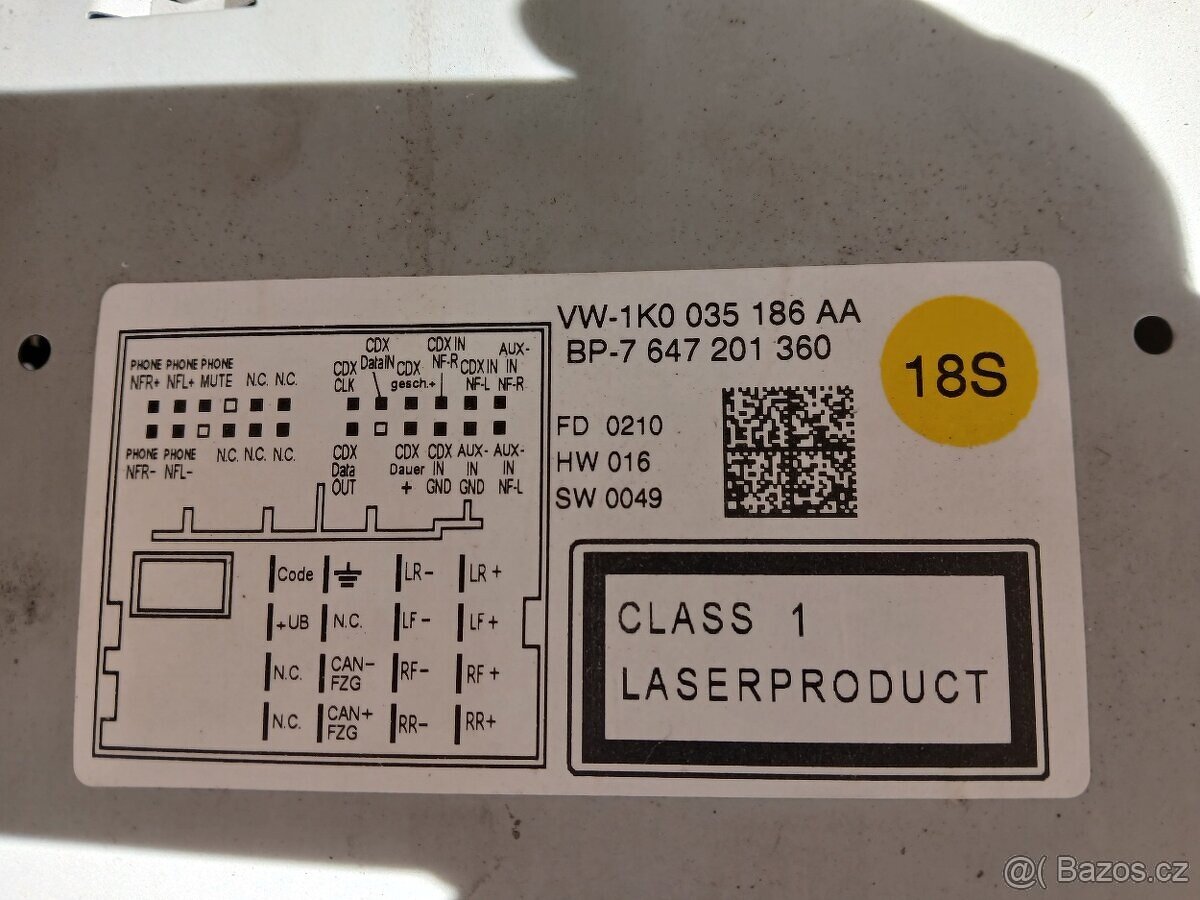 VW-1K0 035 186 AA
BP-7 647 201 360
18S
FD 0210
HW 016
SW 0049
CLASS 1
LASERPRODUCT
PHONE PHONE PHONE
NFR+ NFL+ MUTE N.C. N.C.
CDX CLK
CDX DataIN
CDX gesch.+
CDX IN NF-R
CDX IN NF-L
AUX-IN NF-R
PHONE PHONE
NFR- NFL- N.C. N.C. N.C.
CDX Data OUT
CDX Dauer +
CDX IN GND
AUX-IN GND
AUX-IN NF-L
Code LR- LR+
+UB N.C. LF- LF+
N.C. CAN- FZG RF- RF+
N.C. CAN+ FZG RR- RR+
@( Bazos.cz